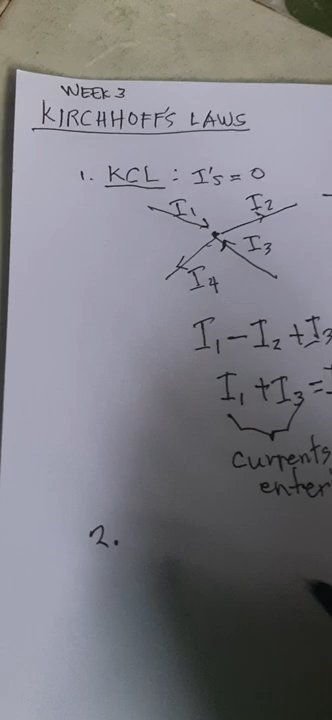 WEEK 3
KIRCHHOFF'S LAWS
1. KCL : I's = 0
I1 I2
I3
I4
I1 - I2 + I3
I1 + I3 =
currents
enter
2.